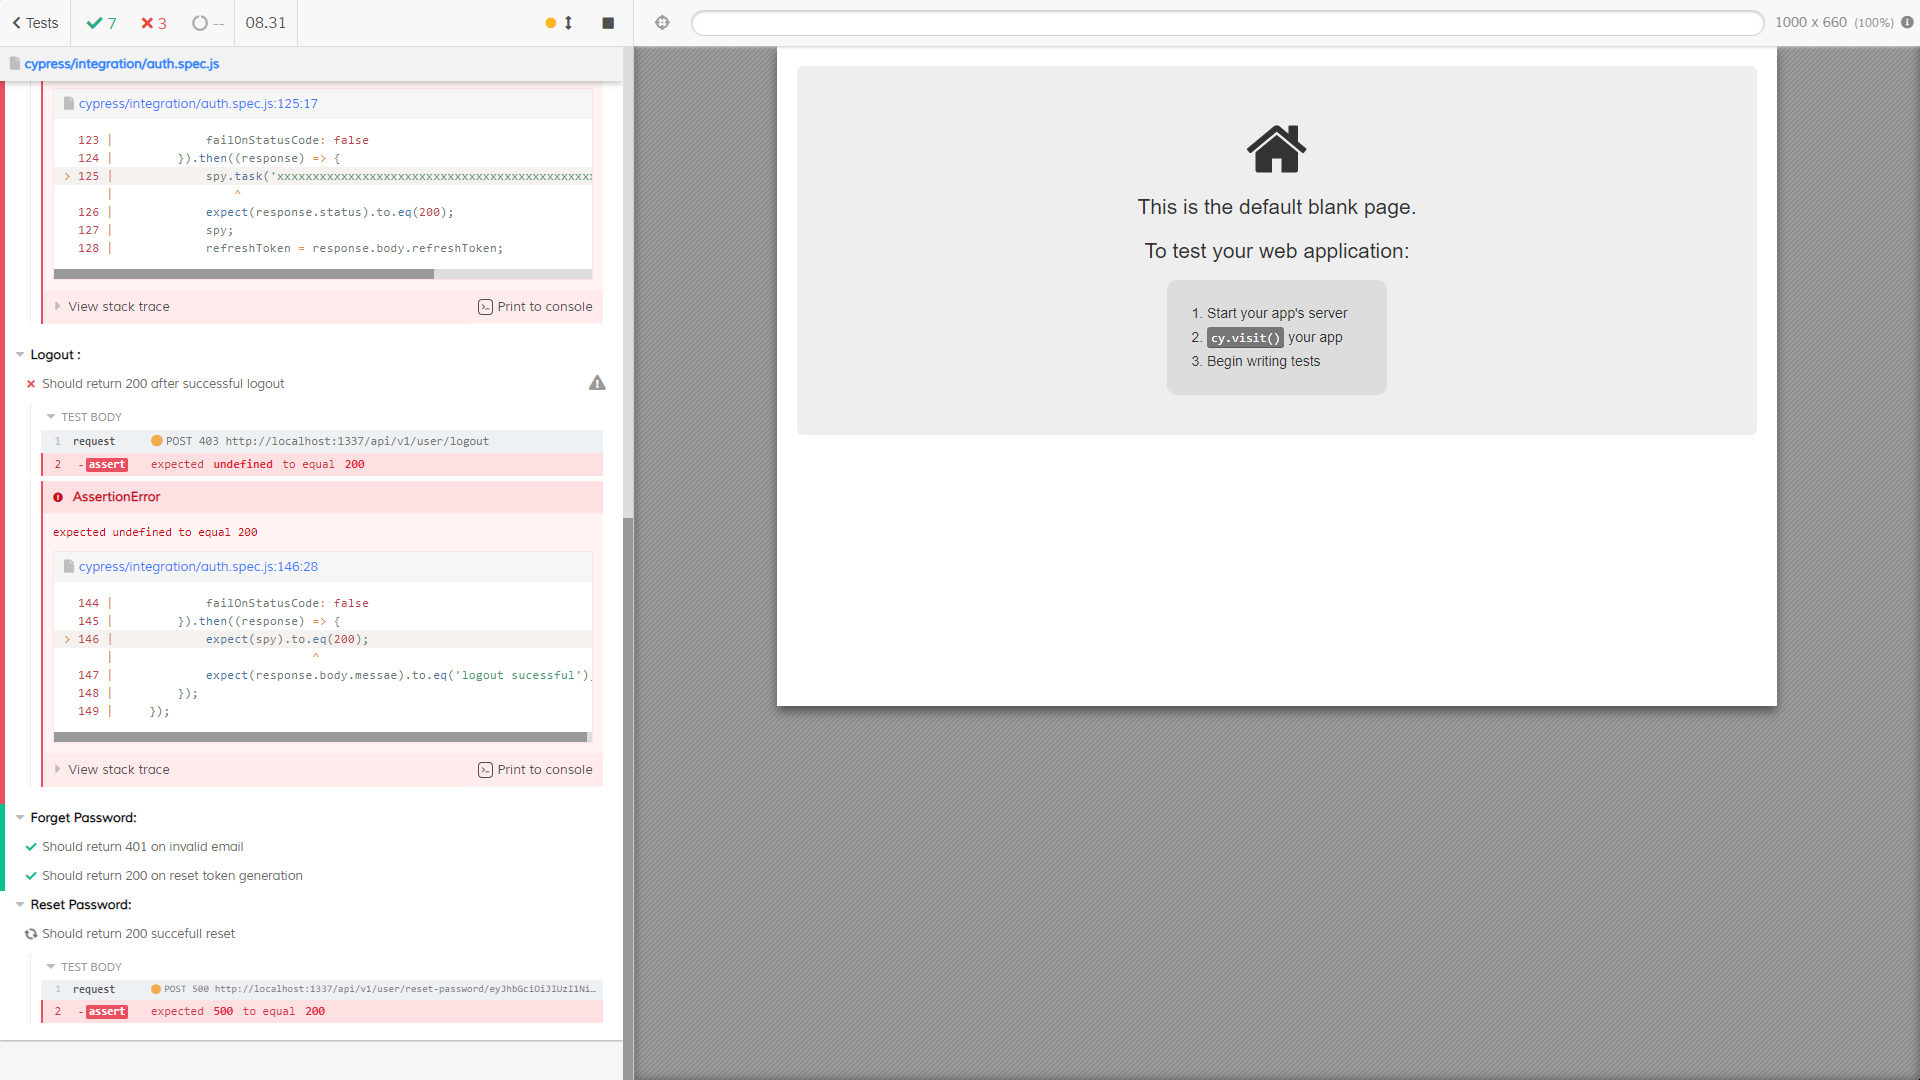 Tests
7
3
--
08.31
1000 x 660 (100%)
cypress/integration/auth.spec.js
cypress/integration/auth.spec.js:125:17
123 | failOnStatusCode: false
124 | }).then((response) => {
> 125 |
spy.task('
| ^
126 | expect(response.status).to.eq(200);
127 | spy;
128 | refreshToken = response.body.refreshToken;
View stack trace
Print to console
Logout :
Should return 200 after successful logout
TEST BODY
1 request POST 403 http://localhost:1337/api/v1/user/logout
2 -assert expected undefined to equal 200
AssertionError
expected undefined to equal 200
cypress/integration/auth.spec.js:146:28
144 | failOnStatusCode: false
145 | }).then((response) => {
> 146 | expect(spy).to.eq(200);
| ^
147 | expect(response.body.messae).to.eq('logout sucessful')
148 | });
149 | });
View stack trace
Print to console
Forget Password:
Should return 401 on invalid email
Should return 200 on reset token generation
Reset Password:
Should return 200 succefull reset
TEST BODY
1 request POST 500 http://localhost:1337/api/v1/user/reset-password/eyJhbGciOiJIUzI1Ni…
2 -assert expected 500 to equal 200
This is the default blank page.
To test your web application:
1. Start your app's server
2. cy.visit() your app
3. Begin writing tests